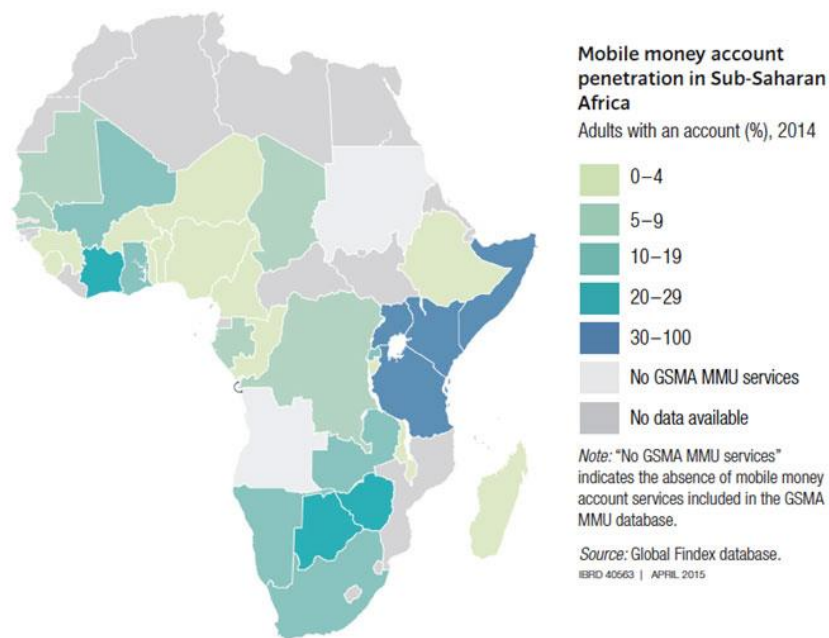 Mobile money account
penetration in Sub-Saharan
Africa
Adults with an account (%), 2014
0–4
5–9
10–19
20–29
30–100
No GSMA MMU services
No data available
Note: “No GSMA MMU services”
indicates the absence of mobile money
account services included in the GSMA
MMU database.
Source: Global Findex database.
IBRD 40563 | APRIL 2015